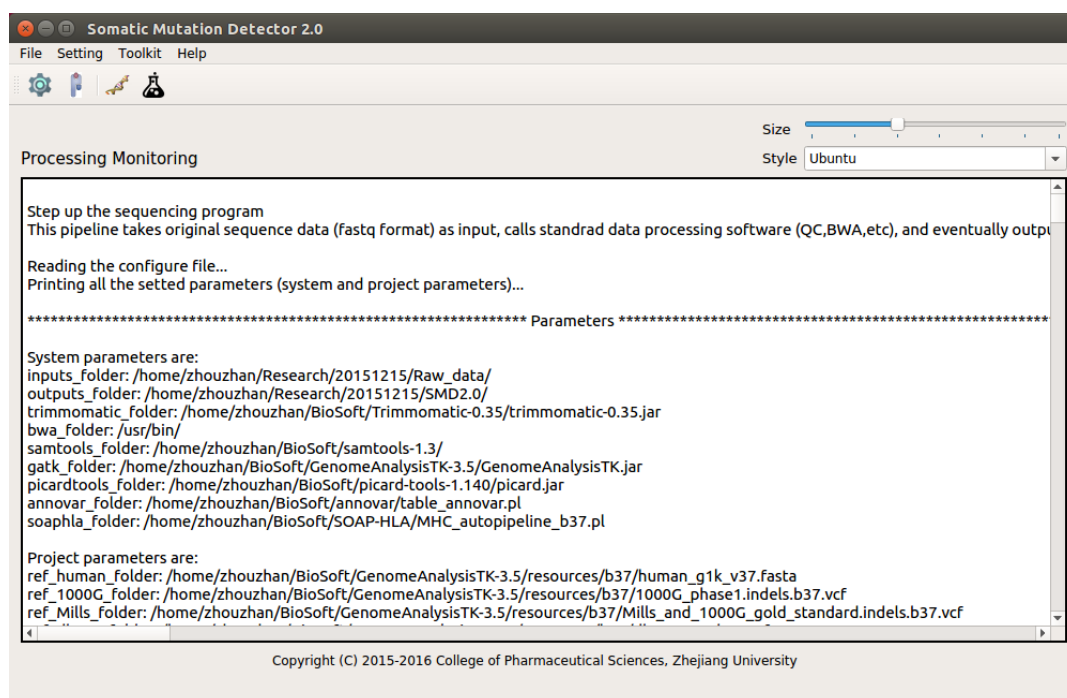 Somatic Mutation Detector 2.0
File Setting Toolkit Help
Size
Processing Monitoring
Style Ubuntu
Step up the sequencing program
This pipeline takes original sequence data (fastq format) as input, calls standrad data processing software (QC,BWA,etc), and eventually
Reading the configure file...
Printing all the setted parameters (system and project parameters)...
***************************************************************** Parameters ********************************************************
System parameters are:
inputs_folder: /home/zhouzhan/Research/20151215/Raw_data/
outputs_folder: /home/zhouzhan/Research/20151215/SMD2.0/
trimmomatic_folder: /home/zhouzhan/BioSoft/Trimmomatic-0.35/trimmomatic-0.35.jar
bwa_folder: /usr/bin/
samtools_folder: /home/zhouzhan/BioSoft/samtools-1.3/
gatk_folder: /home/zhouzhan/BioSoft/GenomeAnalysisTK-3.5/GenomeAnalysisTK.jar
picardtools_folder: /home/zhouzhan/BioSoft/picard-tools-1.140/picard.jar
annovar_folder: /home/zhouzhan/BioSoft/annovar/table_annovar.pl
soaphla_folder: /home/zhouzhan/BioSoft/SOAP-HLA/MHC_autopipeline_b37.pl
Project parameters are:
ref_human_folder: /home/zhouzhan/BioSoft/GenomeAnalysisTK-3.5/resources/b37/human_g1k_v37.fasta
ref_1000G_folder: /home/zhouzhan/BioSoft/GenomeAnalysisTK-3.5/resources/b37/1000G_phase1.indels.b37.vcf
ref_Mills_folder: /home/zhouzhan/BioSoft/GenomeAnalysisTK-3.5/resources/b37/Mills_and_1000G_gold_standard.indels.b37.vcf
Copyright (C) 2015-2016 College of Pharmaceutical Sciences, Zhejiang University